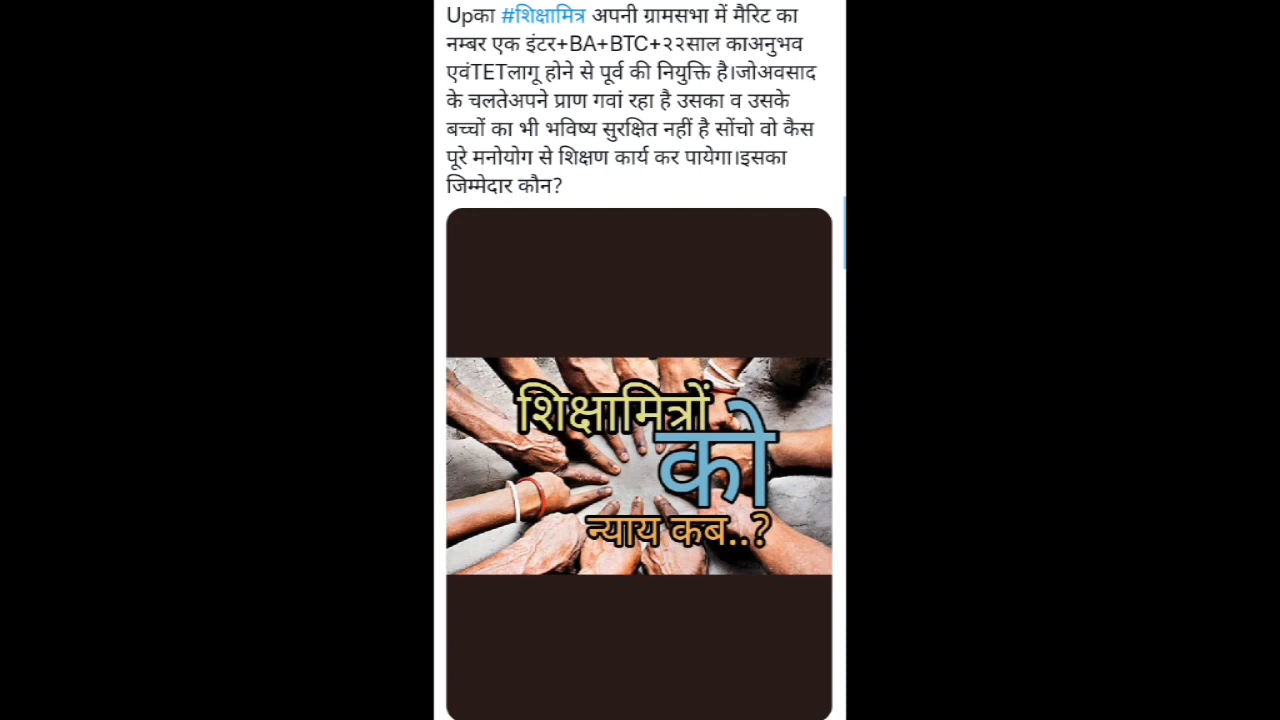 Upका #शिक्षामित्र अपनी ग्रामसभा में मैरिट का
नम्बर एक इंटर+BA+BTC+२२साल काअनुभव
एवंTETलागू होने से पूर्व की नियुक्ति है।जोअवसाद
के चलतेअपने प्राण गवां रहा है उसका व उसके
बच्चों का भी भविष्य सुरक्षित नहीं है सोंचो वो कैस
पूरे मनोयोग से शिक्षण कार्य कर पायेगा।इसका
जिम्मेदार कौन?
शिक्षामित्रों
को
न्याय कब..?